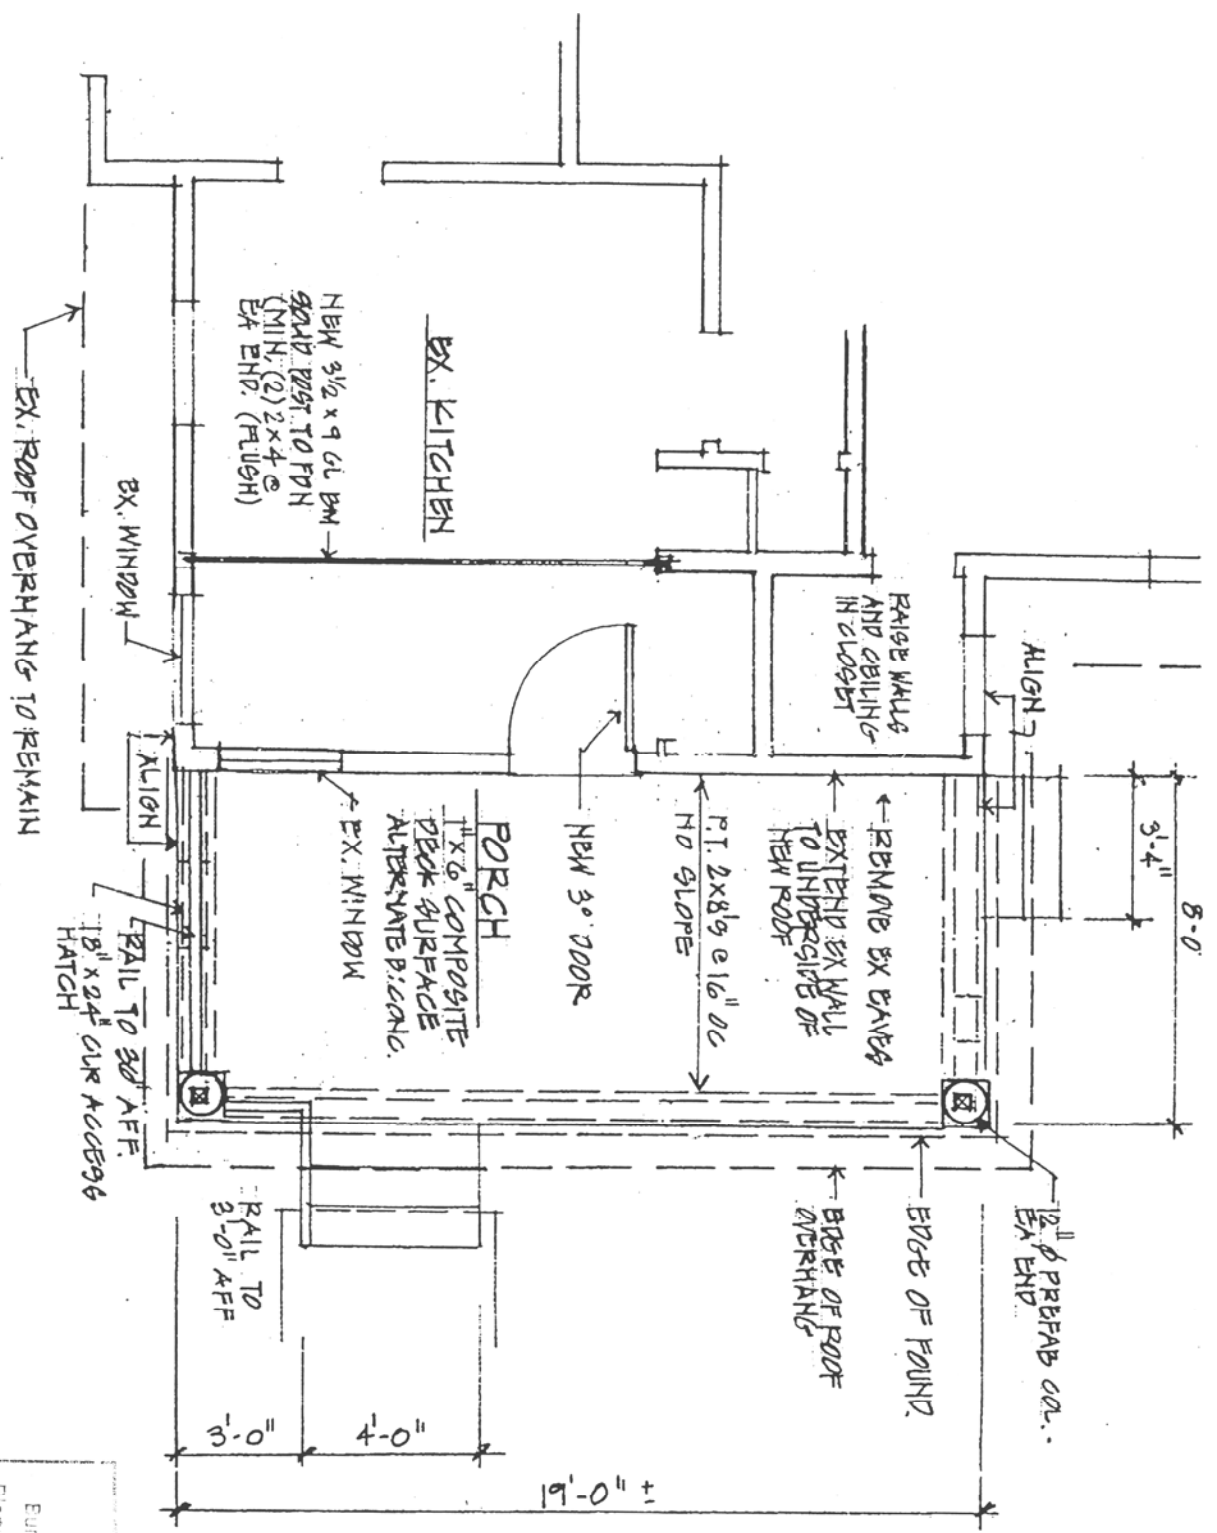 EX. KITCHEN
NEW 3½ x 9 GL BM
SOLID POST TO FDN
(MIN. (2) 2x4 @
EA END. (FLUSH)
EX. WINDOW
EX. ROOF OVERHANG TO REMAIN
RAISE WALLS
AND CEILING
IN CLOSET
ALIGN
ALIGN
3'-4"
8'-0
REMOVE EX EAVES
EXTEND EX WALL
TO UNDERSIDE OF
NEW ROOF
P.T. 2x8'S @ 16" OC
NO SLOPE
NEW 3⁰ DOOR
PORCH
1" x 6" COMPOSITE
DECK SURFACE
ALTERNATE B: CONC.
EX. WINDOW
RAIL TO 30" AFF.
18" x 24" CLR ACCESS
HATCH
12" ϕ PREFAB COL.
EA END
EDGE OF FOUND.
EDGE OF ROOF
OVERHANG
RAIL TO
3'-0" AFF
3'-0"
4'-0"
19'-0" ±